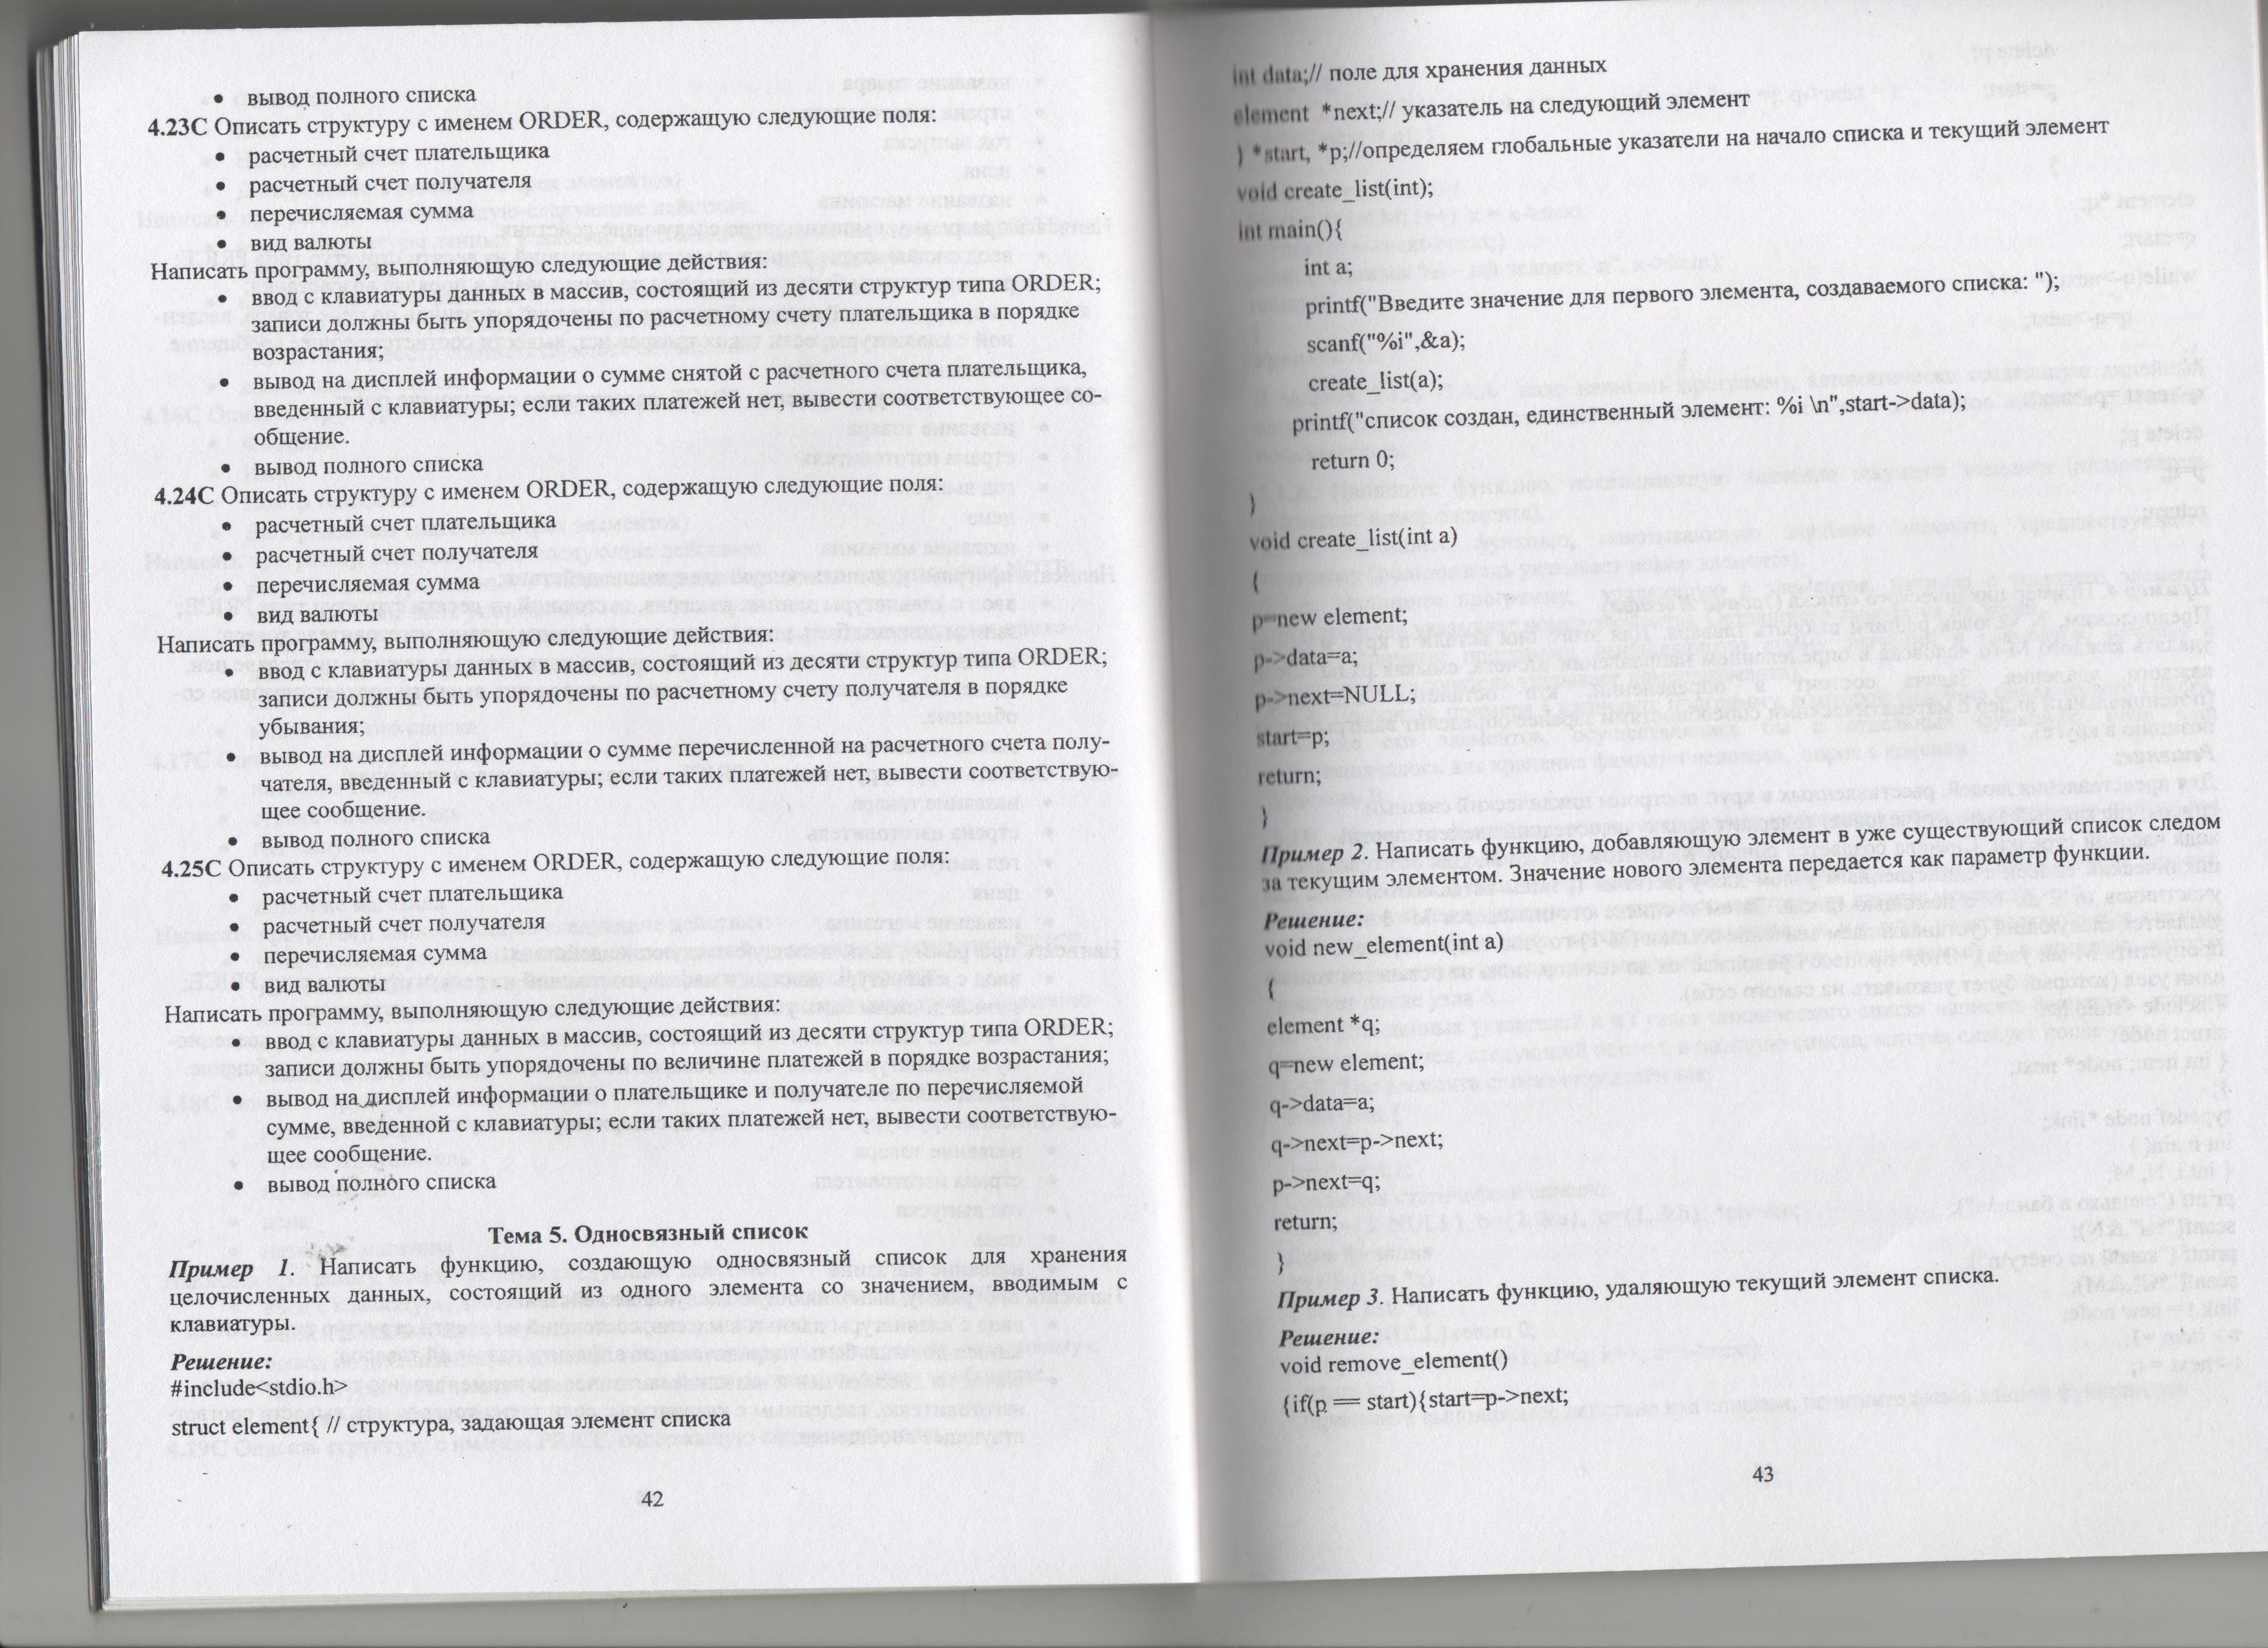 • вывод полного списка
4.23С Описать структуру с именем ORDER, содержащую следующие поля:
• расчетный счет плательщика
• расчетный счет получателя
• перечисляемая сумма
• вид валюты
Написать программу, выполняющую следующие действия:
• ввод с клавиатуры данных в массив, состоящий из десяти структур типа ORDER;
записи должны быть упорядочены по расчетному счету плательщика в порядке
возрастания;
• вывод на дисплей информации о сумме снятой с расчетного счета плательщика,
введенный с клавиатуры; если таких платежей нет, вывести соответствующее со-
общение.
• вывод полного списка
4.24С Описать структуру с именем ORDER, содержащую следующие поля:
• расчетный счет плательщика
• расчетный счет получателя
• перечисляемая сумма
• вид валюты
Написать программу, выполняющую следующие действия:
• ввод с клавиатуры данных в массив, состоящий из десяти структур типа ORDER;
записи должны быть упорядочены по расчетному счету получателя в порядке
убывания;
• вывод на дисплей информации о сумме перечисленной на расчетного счета полу-
чателя, введенный с клавиатуры; если таких платежей нет, вывести соответствую-
щее сообщение.
• вывод полного списка
4.25С Описать структуру с именем ORDER, содержащую следующие поля:
• расчетный счет плательщика
• расчетный счет получателя
• перечисляемая сумма
• вид валюты
Написать программу, выполняющую следующие действия:
• ввод с клавиатуры данных в массив, состоящий из десяти структур типа ORDER;
записи должны быть упорядочены по величине платежей в порядке возрастания;
• вывод на дисплей информации о плательщике и получателе по перечисляемой
сумме, введенной с клавиатуры; если таких платежей нет, вывести соответствую-
щее сообщение.
• вывод полного списка
Тема 5. Односвязный список
Пример 1. Написать функцию, создающую односвязный список для хранения
целочисленных данных, состоящий из одного элемента со значением, вводимым с
клавиатуры.
Решение:
#include<stdio.h>
struct element{ // структура, задающая элемент списка
42
int data;// поле для хранения данных
element *next;// указатель на следующий элемент
} *start, *p;//определяем глобальные указатели на начало списка и текущий элемент
void create_list(int);
int main(){
int a;
printf("Введите значение для первого элемента, создаваемого списка: ");
scanf("%i",&a);
create_list(a);
printf("список создан, единственный элемент: %i \n",start->data);
return 0;
}
void create_list(int a)
{
p=new element;
p->data=a;
p->next=NULL;
start=p;
return;
}
Пример 2. Написать функцию, добавляющую элемент в уже существующий список следом
за текущим элементом. Значение нового элемента передается как параметр функции.
Решение:
void new_element(int a)
{
element *q;
q=new element;
q->data=a;
q->next=p->next;
p->next=q;
return;
}
Пример 3. Написать функцию, удаляющую текущий элемент списка.
Решение:
void remove_element()
{if(p == start){start=p->next;
43